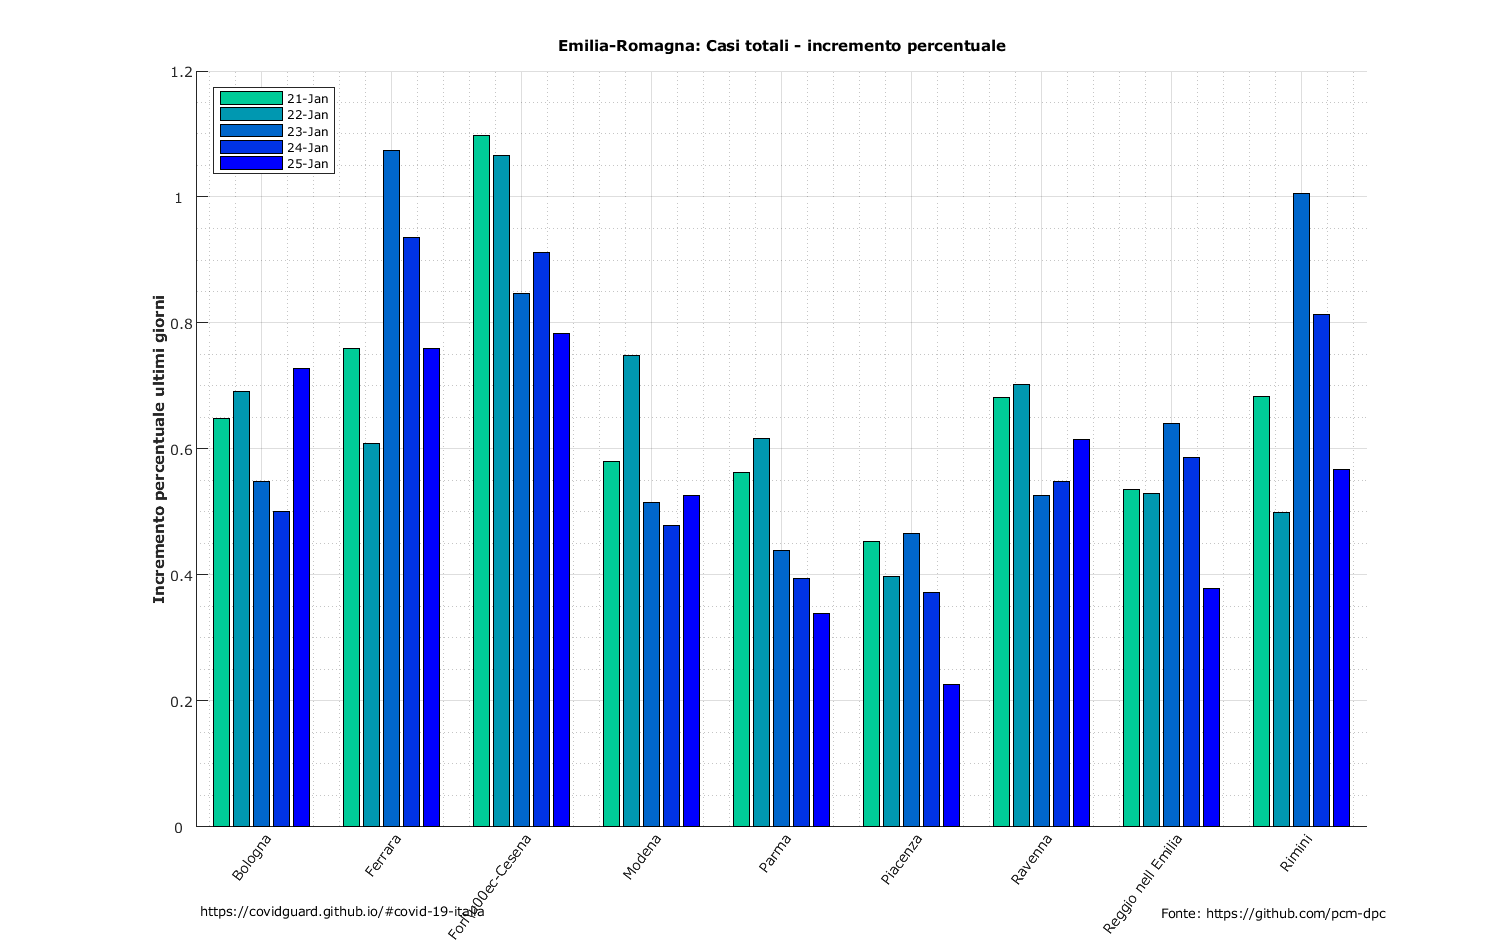 Emilia-Romagna: Casi totali - incremento percentuale
Incremento percentuale ultimi giorni
1.2
1
0.8
0.6
0.4
0.2
0
21-Jan
22-Jan
23-Jan
24-Jan
25-Jan
Bologna
Ferrara
Modena
Parma
Piacenza
Ravenna
Reggio nell Emilia
Rimini
https://covidguard.github.io/#covid-19-italia
Fonte: https://github.com/pcm-dpc